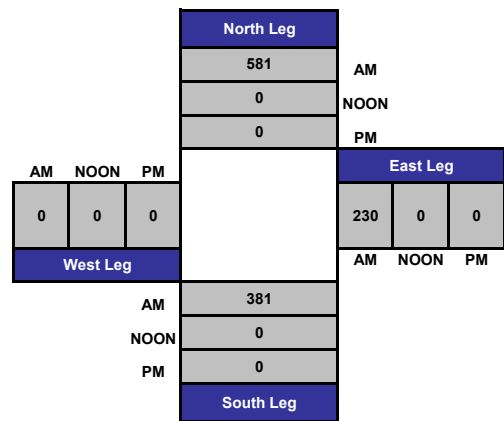 North Leg
581 AM
0 NOON
0 PM
AM NOON PM East Leg
0 0 0 230 0 0
West Leg AM NOON PM
AM 381
NOON 0
PM 0
South Leg